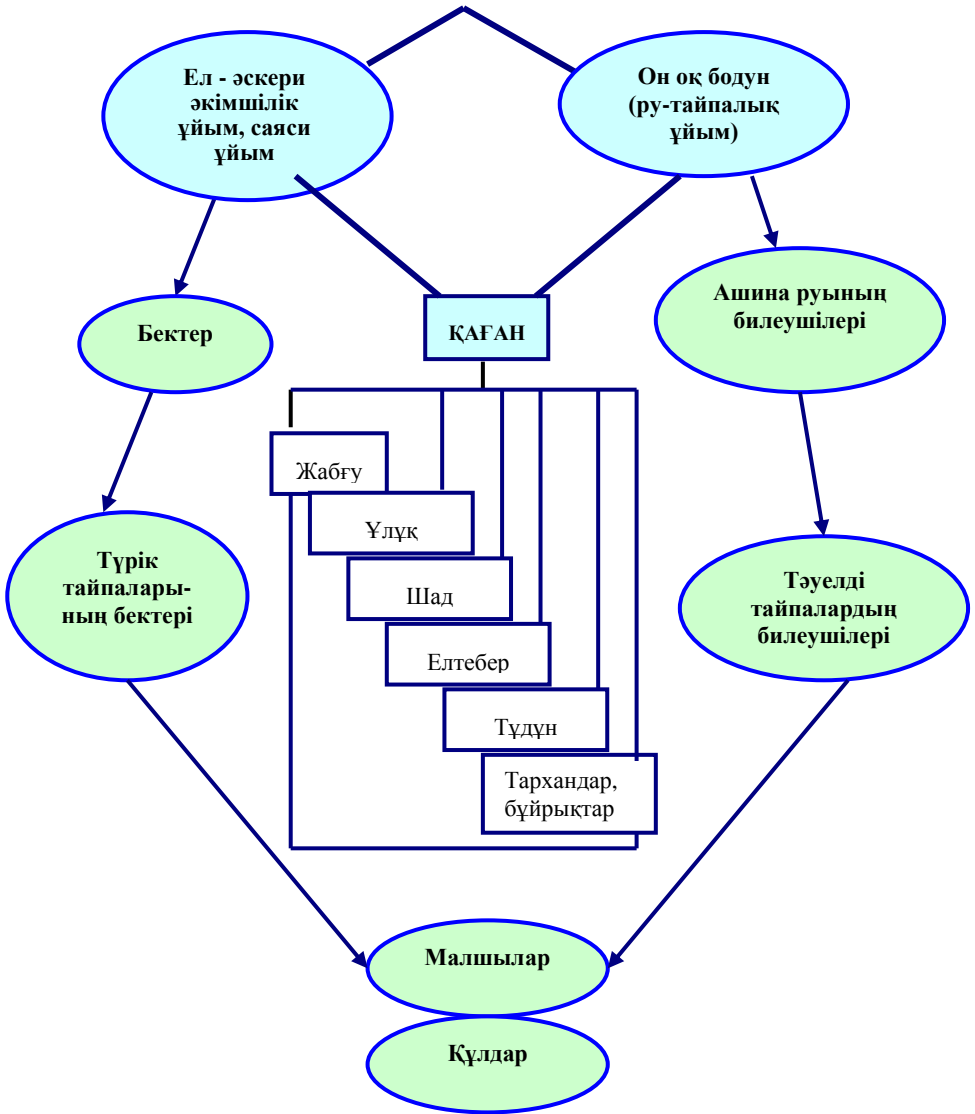 Ел - әскери
әкімшілік
ұйым, саяси
ұйым
Он оқ бодун
(ру-тайпалық
ұйым)
Бектер
ҚАҒАН
Ашина руының
билеушілері
Жабғу
Ұлұқ
Шад
Елтебер
Тұдұн
Тархандар,
бұйрықтар
Түрік
тайпалары-
ның бектері
Тәуелді
тайпалардың
билеушілері
Малшылар
Құлдар